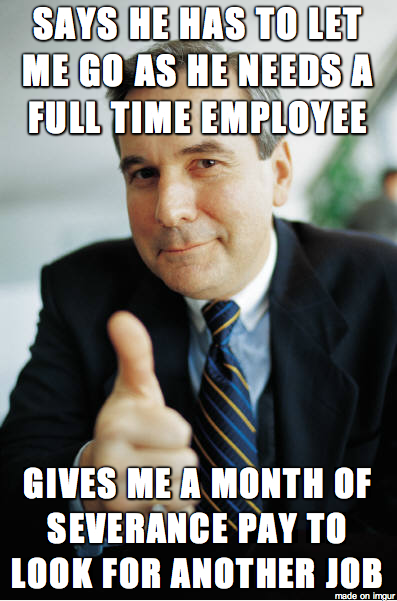 SAYS HE HAS TO LET
ME GO AS HE NEEDS A
FULL TIME EMPLOYEE
GIVES ME A MONTH OF
SEVERANCE PAY TO
LOOK FOR ANOTHER JOB
made on imgur